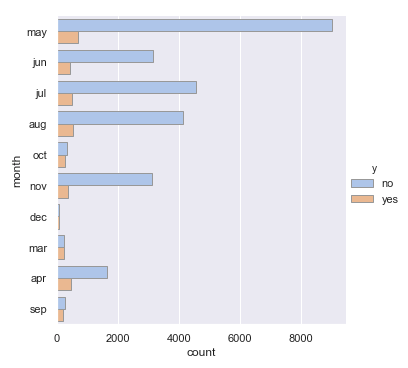 may
jun
jul
aug
oct
nov
dec
mar
apr
sep
month
0 2000 4000 6000 8000
count
y
no
yes